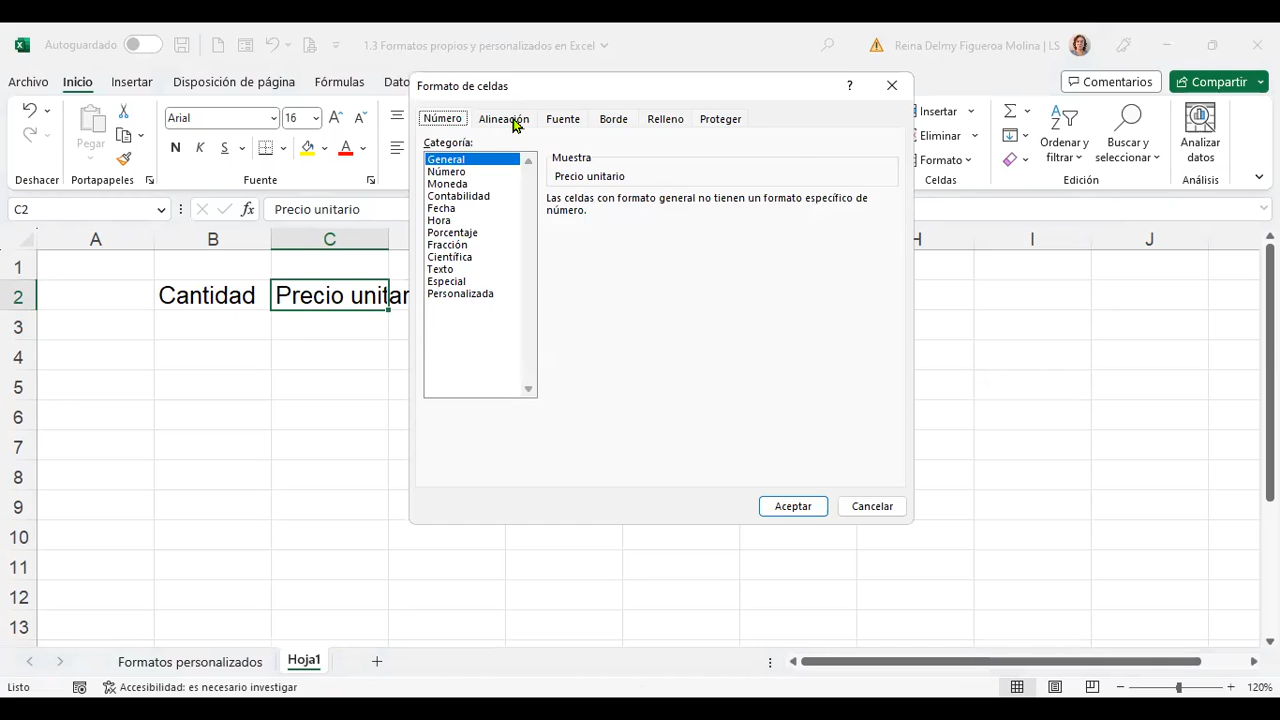 Autoguardado
1.3 Formatos propios y personalizados en Excel
Reina Delmy Figueroa Molina | LS
Archivo Inicio Insertar Disposición de página Fórmulas Dato
Comentarios Compartir
Arial 16
Pegar
N K S
Insertar
Eliminar
Formato
Ordenar y filtrar
Buscar y seleccionar
Analizar datos
Deshacer Portapapeles Fuente Celdas Edición Análisis
C2 fx Precio unitario
A B C H I J
1
2 Cantidad Precio unitar
3
4
5
6
7
8
9
10
11
12
13
Formato de celdas ?
Número Alineación Fuente Borde Relleno Proteger
Categoría:
General
Número
Moneda
Contabilidad
Fecha
Hora
Porcentaje
Fracción
Científica
Texto
Especial
Personalizada
Muestra
Precio unitario
Las celdas con formato general no tienen un formato específico de
número.
Aceptar Cancelar
Formatos personalizados Hoja1
Listo Accesibilidad: es necesario investigar 120%